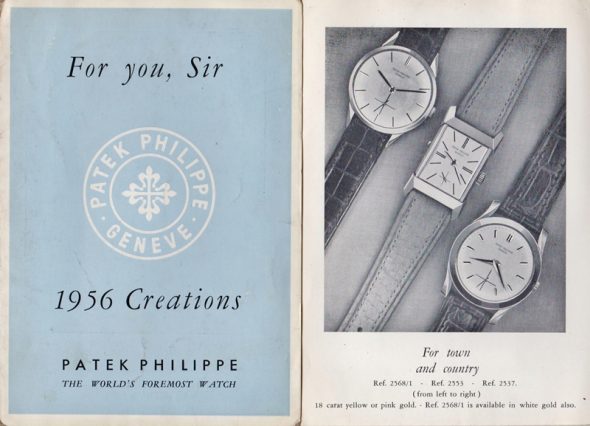 For you, Sir
PATEK PHILIPPE
GENEVE
1956 Creations
PATEK PHILIPPE
THE WORLD'S FOREMOST WATCH
For town
and country
Ref. 2568/1 - Ref. 2553 - Ref. 2537.
(from left to right)
18 carat yellow or pink gold. - Ref. 2568/1 is available in white gold also.